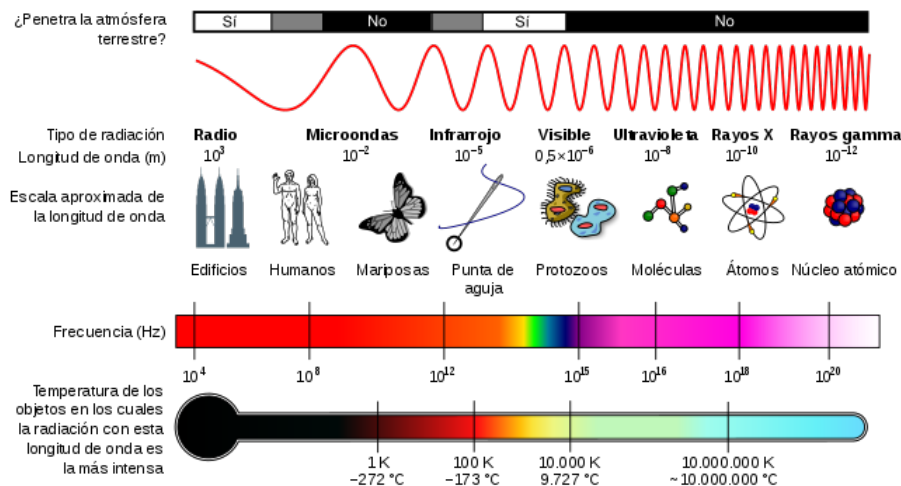 ¿Penetra la atmósfera
terrestre?
Sí No Sí No
Tipo de radiación
Radio Microondas Infrarrojo Visible Ultravioleta Rayos X Rayos gamma
Longitud de onda (m)
10³ 10⁻² 10⁻⁵ 0,5×10⁻⁶ 10⁻⁸ 10⁻¹⁰ 10⁻¹²
Escala aproximada de
la longitud de onda
Edificios Humanos Mariposas Punta de aguja Protozoos Moléculas Átomos Núcleo atómico
Frecuencia (Hz)
10⁴ 10⁸ 10¹² 10¹⁵ 10¹⁶ 10¹⁸ 10²⁰
Temperatura de los
objetos en los cuales
la radiación con esta
longitud de onda es
la más intensa
1 K 100 K 10.000 K 10.000.000 K
−272 °C −173 °C 9.727 °C ~10.000.000 °C